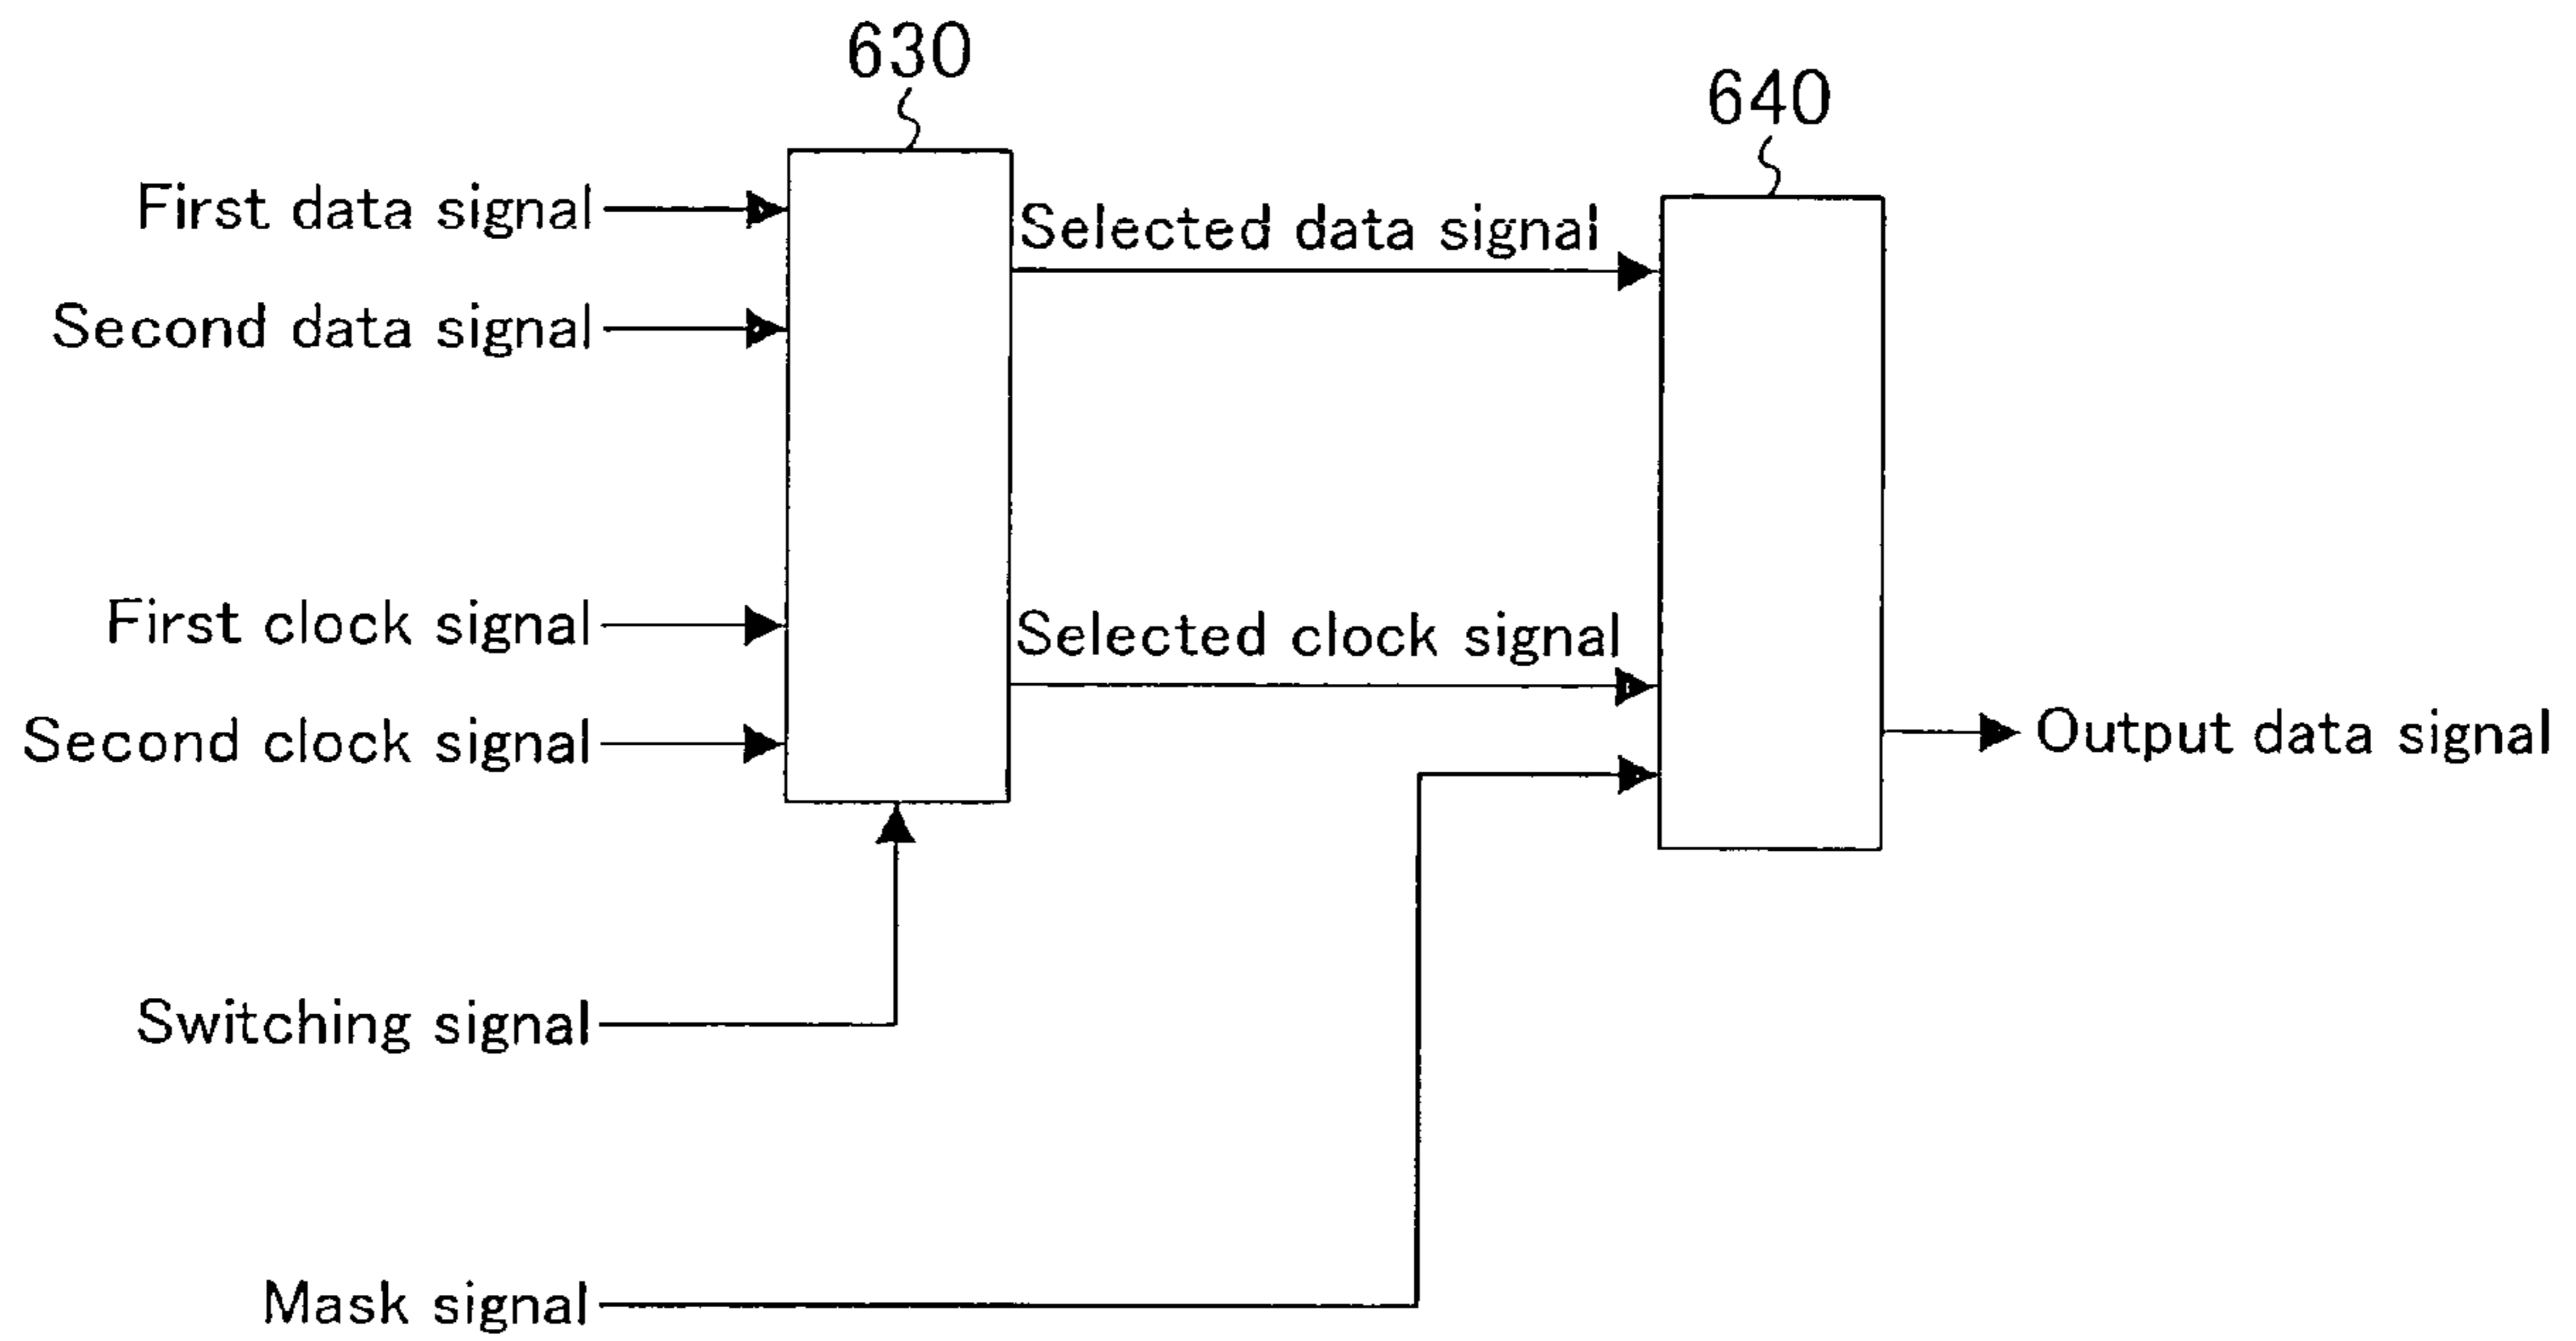 630
640
First data signal
Selected data signal
Second data signal
First clock signal
Selected clock signal
Second clock signal
Output data signal
Switching signal
Mask signal